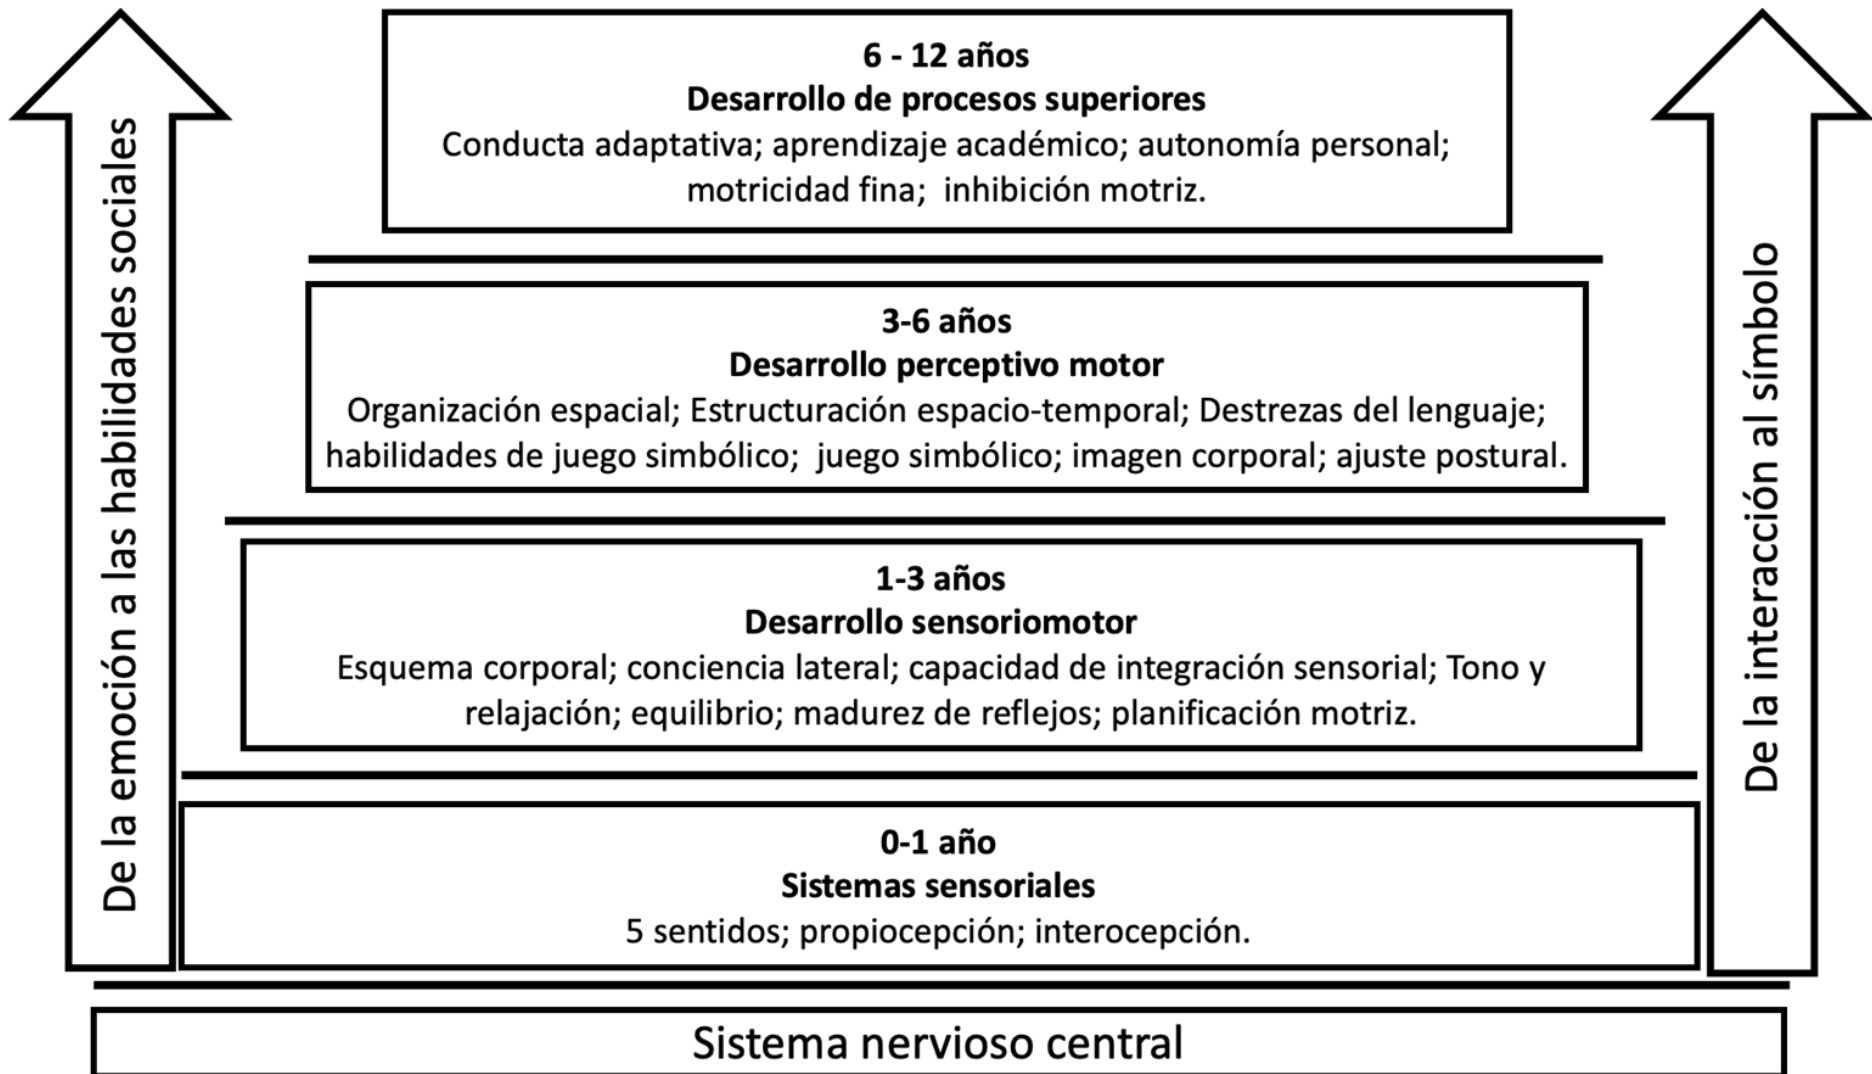 De la emoción a las habilidades sociales
6 - 12 años
Desarrollo de procesos superiores
Conducta adaptativa; aprendizaje académico; autonomía personal;
motricidad fina; inhibición motriz.
3-6 años
Desarrollo perceptivo motor
Organización espacial; Estructuración espacio-temporal; Destrezas del lenguaje;
habilidades de juego simbólico; juego simbólico; imagen corporal; ajuste postural.
1-3 años
Desarrollo sensoriomotor
Esquema corporal; conciencia lateral; capacidad de integración sensorial; Tono y
relajación; equilibrio; madurez de reflejos; planificación motriz.
0-1 año
Sistemas sensoriales
5 sentidos; propiocepción; interocepción.
Sistema nervioso central
De la interacción al símbolo